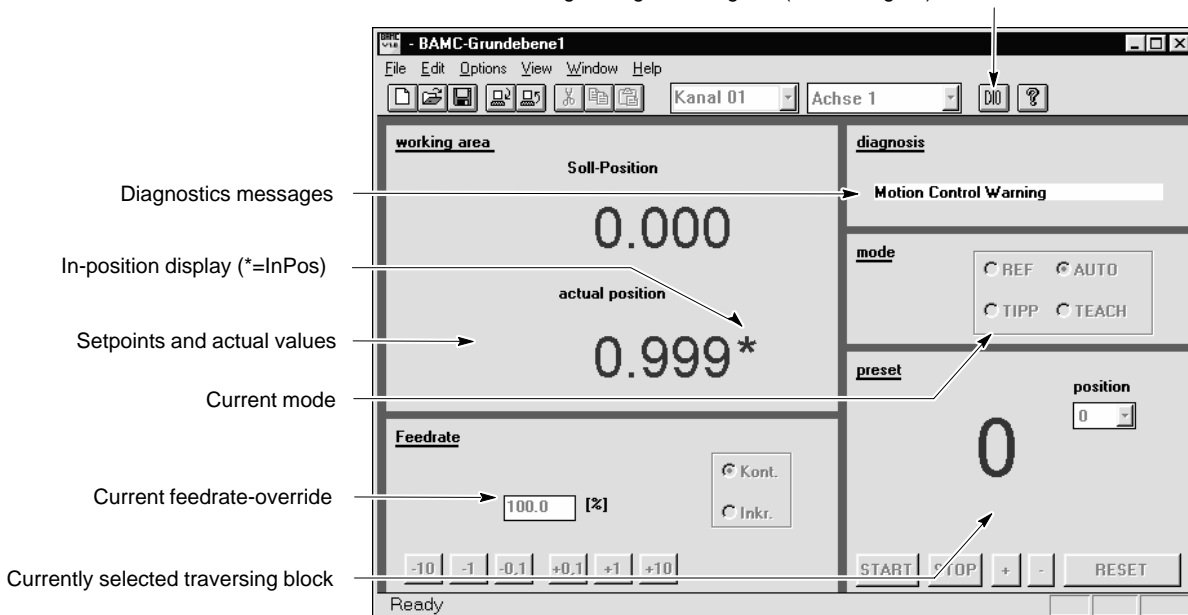 - BAMC-Grundebene1
File Edit Options View Window Help
Kanal 01 Achse 1 DIO ?
working area
Soll-Position
0.000
actual position
0.999*
diagnosis
Motion Control Warning
mode
REF AUTO
TIPP TEACH
preset
position
0
0
Feedrate
Kont.
100.0 [%]
Inkr.
-10 -1 -0,1 +0,1 +1 +10
START STOP + - RESET
Ready
Diagnostics messages
In-position display (*=InPos)
Setpoints and actual values
Current mode
Current feedrate-override
Currently selected traversing block